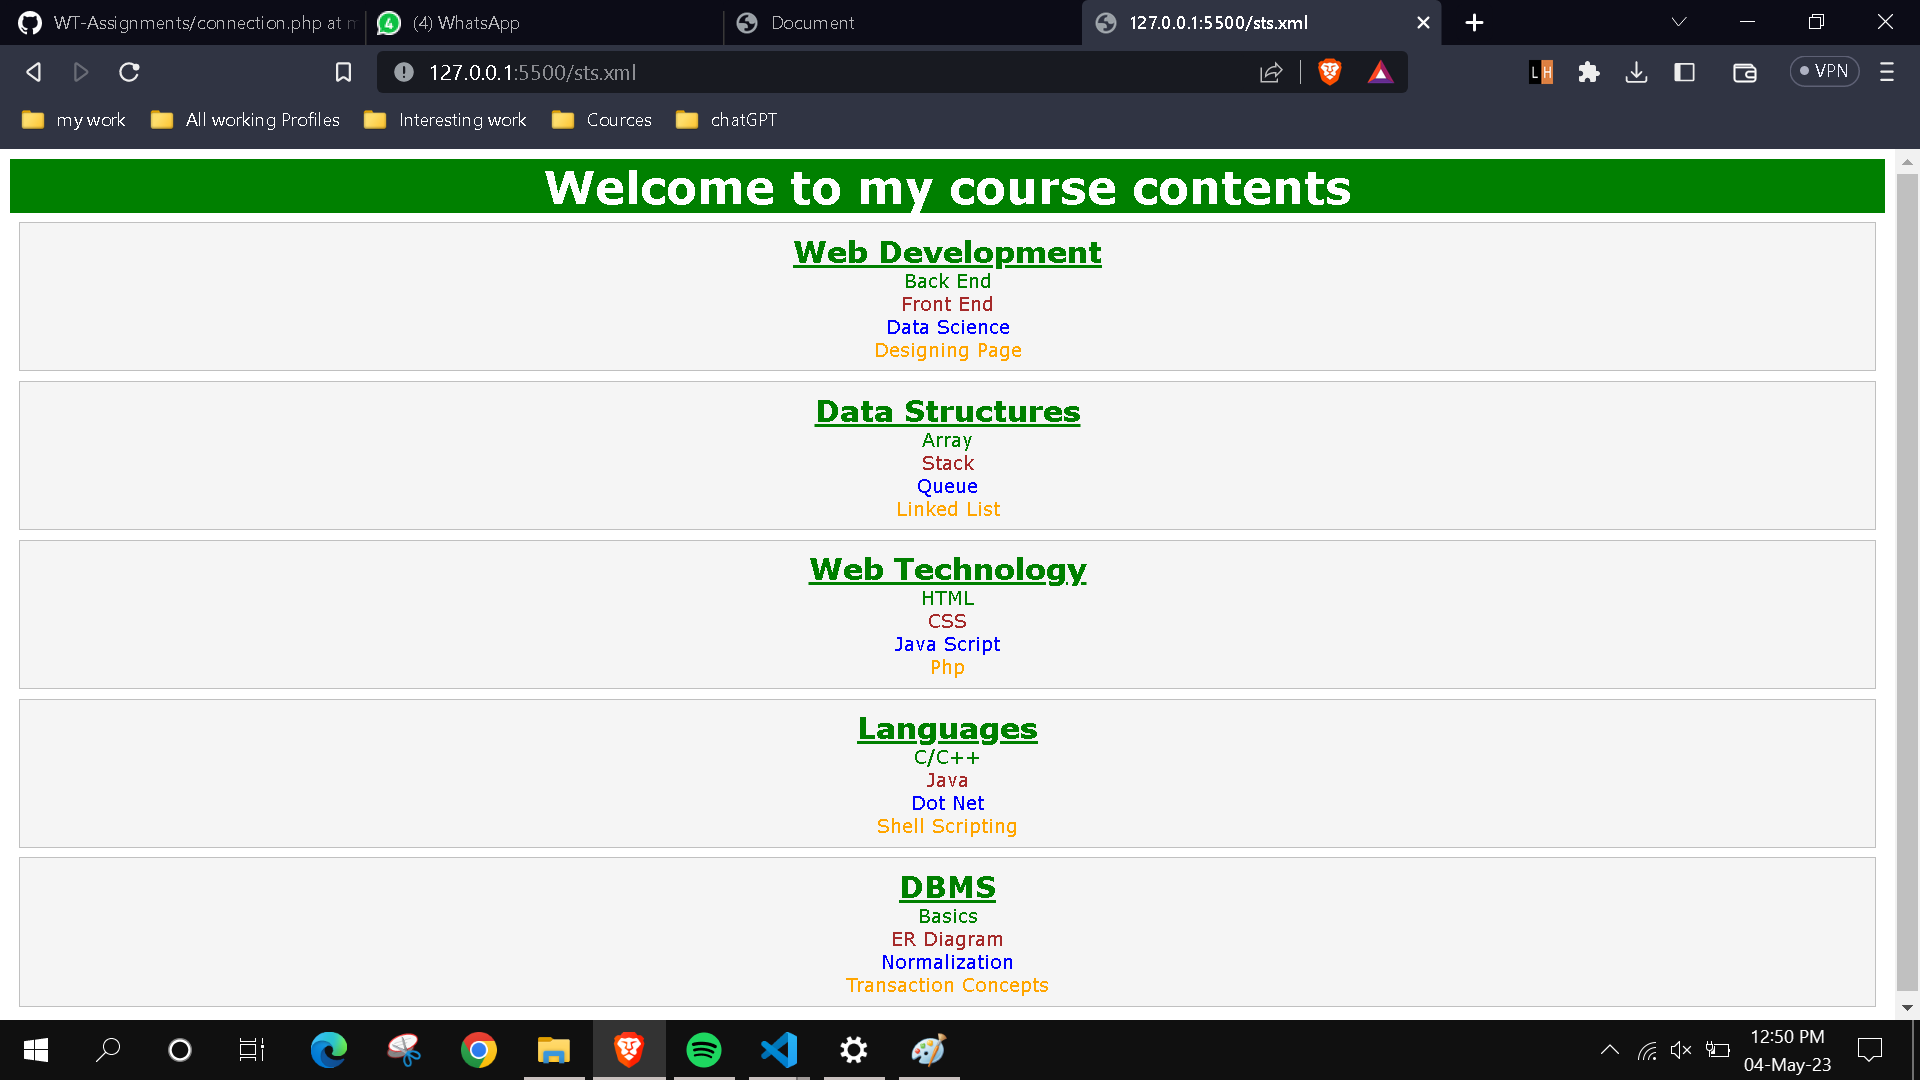 WT-Assignments/connection.php at
4 (4) WhatsApp
Document
127.0.0.1:5500/sts.xml
127.0.0.1:5500/sts.xml
L H
VPN
my work
All working Profiles
Interesting work
Cources
chatGPT
Welcome to my course contents
Web Development
Back End
Front End
Data Science
Designing Page
Data Structures
Array
Stack
Queue
Linked List
Web Technology
HTML
CSS
Java Script
Php
Languages
C/C++
Java
Dot Net
Shell Scripting
DBMS
Basics
ER Diagram
Normalization
Transaction Concepts
12:50 PM
04-May-23